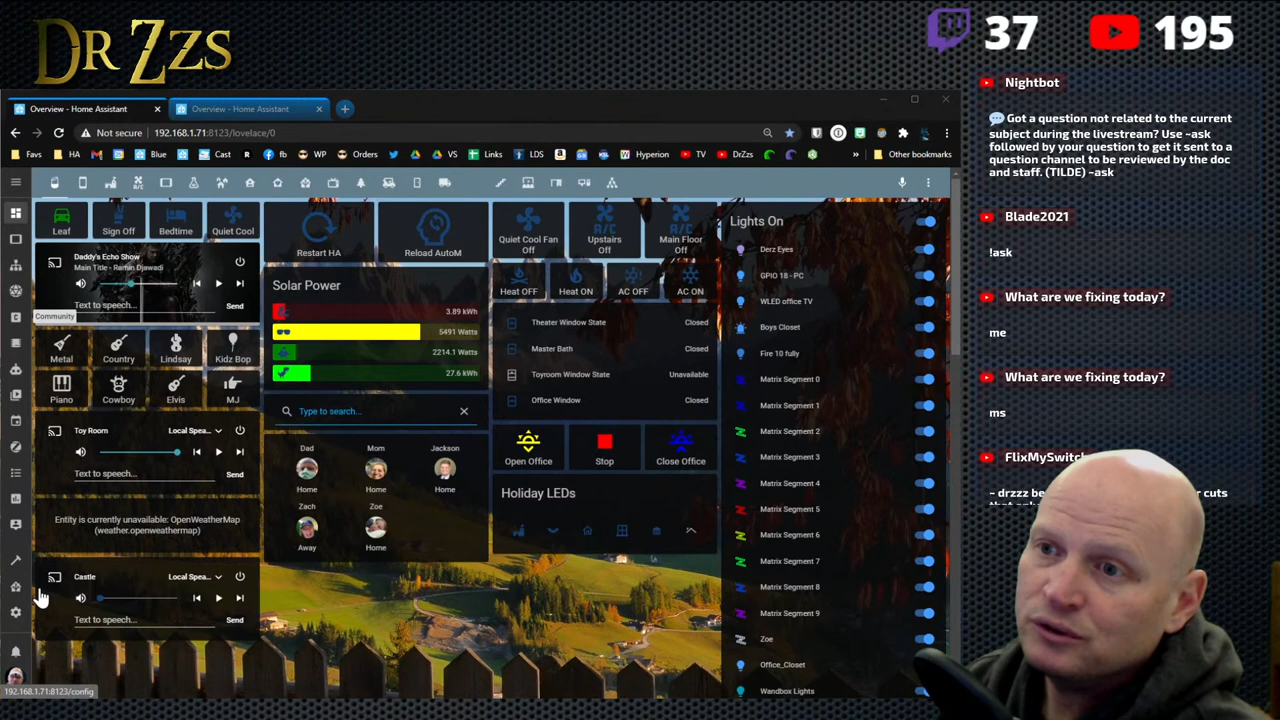 DR ZZS
37
195
Overview - Home Assistant
Overview - Home Assistant
Not secure
192.168.1.71:8123/lovelace/0
Favs
HA
Blue
Cast
fb
WP
Orders
VS
Links
LDS
Hyperion
TV
DrZzs
Other bookmarks
Leaf
Sign Off
Bedtime
Quiet Cool
Daddy's Echo Show
Main Title - Ramin Djawadi
Text to speech...
Send
Community
Metal
Country
Lindsay
Kidz Bop
Piano
Cowboy
Elvis
MJ
Toy Room
Local Spea...
Text to speech...
Send
Entity is currently unavailable: OpenWeatherMap
(weather.openweathermap)
Castle
Local Spea...
Text to speech...
Send
192.168.1.71:8123/config
Restart HA
Reload AutoM
Solar Power
3.89 kWh
5491 Watts
2214.1 Watts
27.6 kWh
Type to search...
Dad
Home
Mom
Home
Jackson
Home
Zach
Away
Zoe
Home
Quiet Cool Fan
Off
A/C
Upstairs
Off
A/C
Main Floor
Off
Heat OFF
Heat ON
AC OFF
AC ON
Theater Window State
Closed
Master Bath
Closed
Toyroom Window State
Unavailable
Office Window
Closed
Open Office
Stop
Close Office
Holiday LEDs
Lights On
Derz Eyes
GPIO 18 - PC
WLED office TV
Boys Closet
Fire 10 fully
Matrix Segment 0
Matrix Segment 1
Matrix Segment 2
Matrix Segment 3
Matrix Segment 4
Matrix Segment 5
Matrix Segment 6
Matrix Segment 7
Matrix Segment 8
Matrix Segment 9
Zoe
Office_Closet
Wandbox Lights
Nightbot
Got a question not related to the current
subject during the livestream? Use ~ask
followed by your question to get it sent to
a question channel to be reviewed by the doc
and staff. (TILDE) ~ask
Blade2021
!ask
What are we fixing today?
me
What are we fixing today?
ms
FlixMySwitch
~ drzzz be
cuts